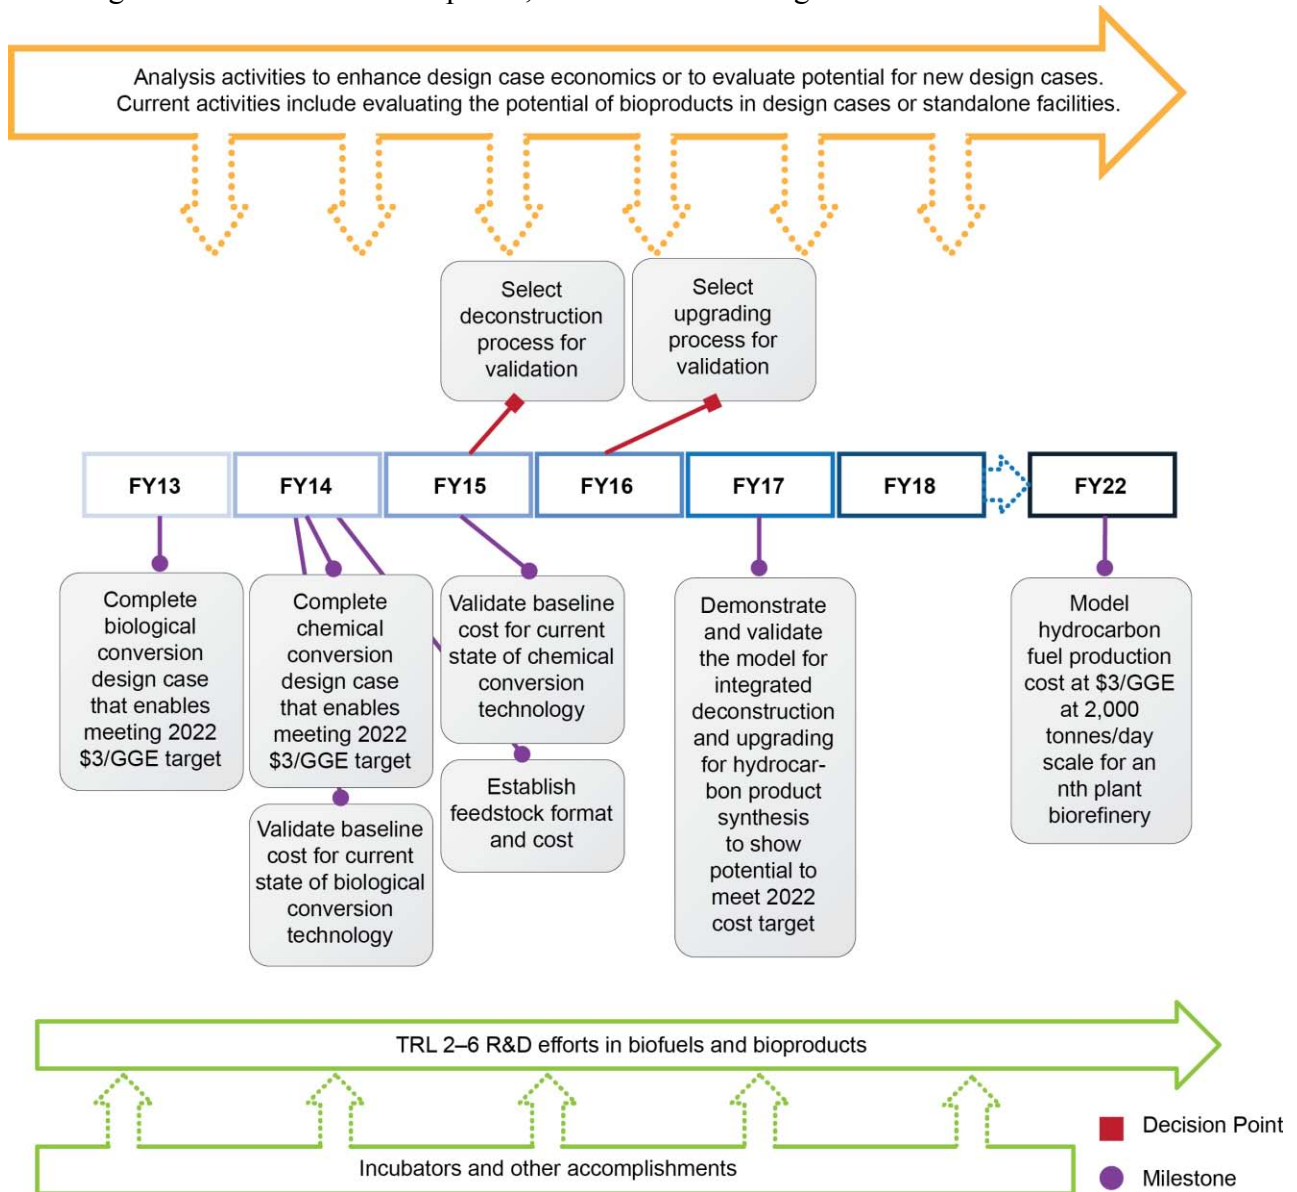 Analysis activities to enhance design case economics or to evaluate potential for new design cases.
Current activities include evaluating the potential of bioproducts in design cases or standalone facilities.
Select
deconstruction
process for
validation
Select
upgrading
process for
validation
FY13
FY14
FY15
FY16
FY17
FY18
FY22
Complete
biological
conversion
design case
that enables
meeting 2022
$3/GGE target
Complete
chemical
conversion
design case
that enables
meeting 2022
$3/GGE target
Validate baseline
cost for current
state of biological
conversion
technology
Validate baseline
cost for current
state of chemical
conversion
technology
Establish
feedstock format
and cost
Demonstrate
and validate
the model for
integrated
deconstruction
and upgrading
for hydrocar-
bon product
synthesis
to show
potential to
meet 2022
cost target
Model
hydrocarbon
fuel production
cost at $3/GGE
at 2,000
tonnes/day
scale for an
nth plant
biorefinery
TRL 2–6 R&D efforts in biofuels and bioproducts
Incubators and other accomplishments
Decision Point
Milestone